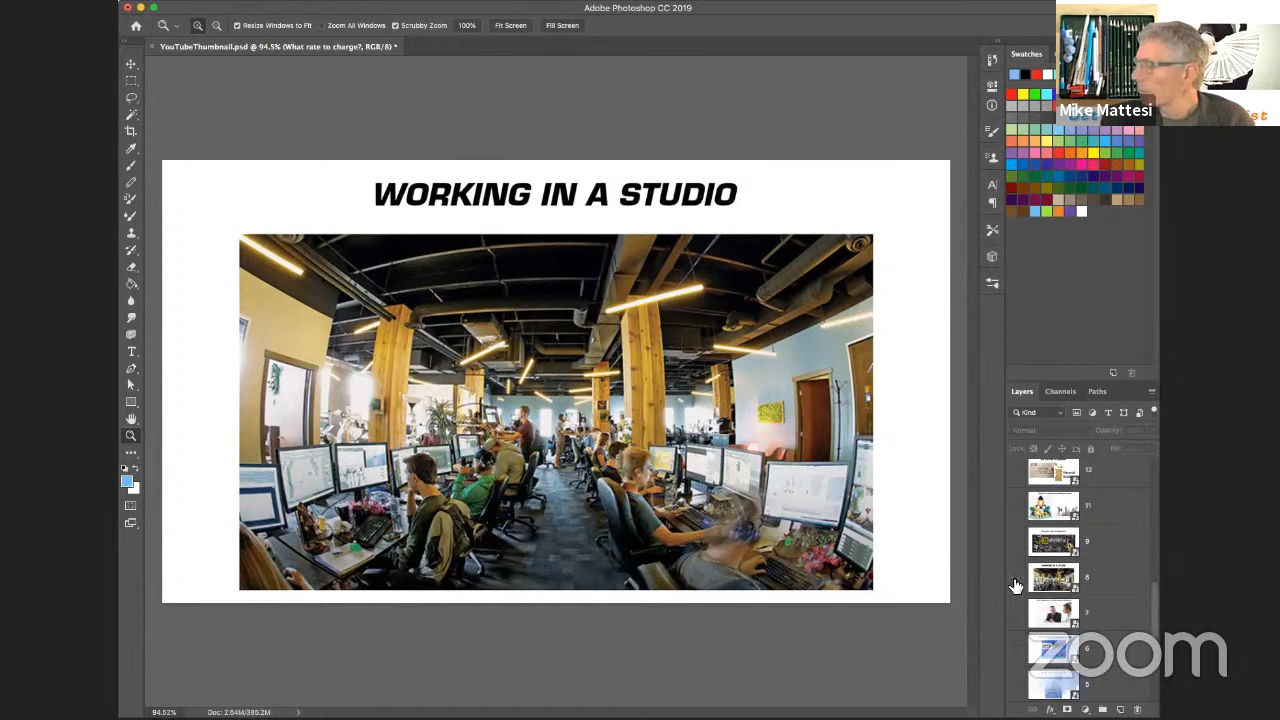 Adobe Photoshop CC 2019
Resize Windows to Fit
Zoom All Windows
Scrubby Zoom
100%
Fit Screen
Fill Screen
YouTubeThumbnail.psd @ 94.5% (What rate to charge?, RGB/8) *
Swatches
Mike Mattesi
WORKING IN A STUDIO
Layers
Channels
Paths
Kind
Normal
Opacity:
Lock:
Fill:
12
11
9
8
7
6
5
zoom
94.52%
Doc: 2.64M/385.2M